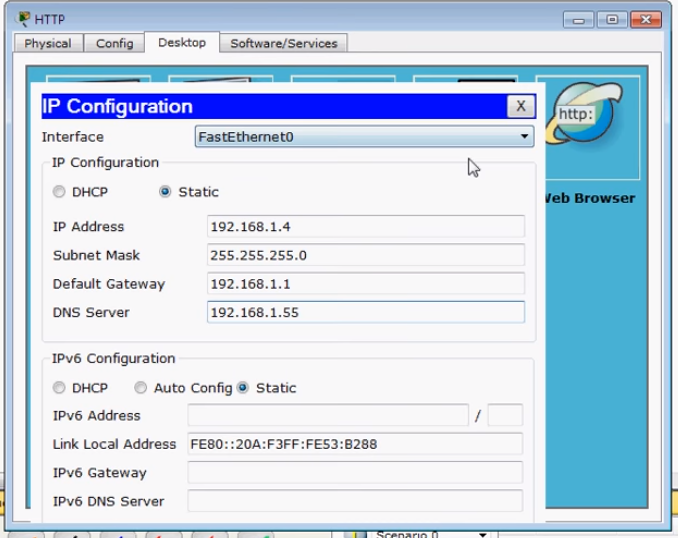 HTTP
Physical Config Desktop Software/Services
IP Configuration X
http:
Interface FastEthernet0
IP Configuration
DHCP Static
Web Browser
IP Address 192.168.1.4
Subnet Mask 255.255.255.0
Default Gateway 192.168.1.1
DNS Server 192.168.1.55
IPv6 Configuration
DHCP Auto Config Static
IPv6 Address /
Link Local Address FE80::20A:F3FF:FE53:B288
IPv6 Gateway
IPv6 DNS Server
Scenario 0